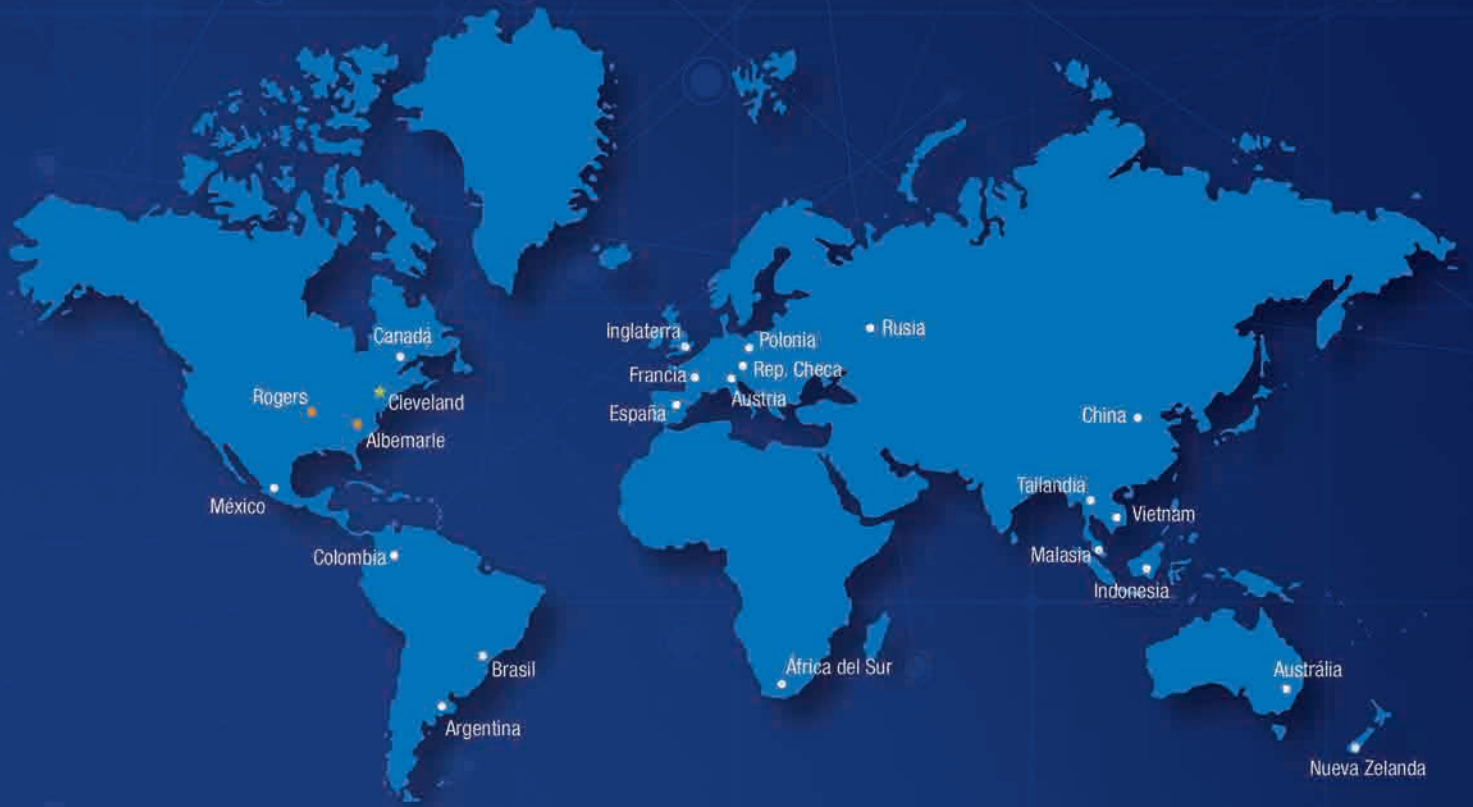 Canadá
Rogers
Cleveland
Albemarle
México
Colombia
Brasil
Argentina
Inglaterra
Polonia
Rusia
Francia
Rep. Checa
España
Austria
China
Tailandia
Vietnam
Malasia
Indonesia
África del Sur
Austrália
Nueva Zelanda